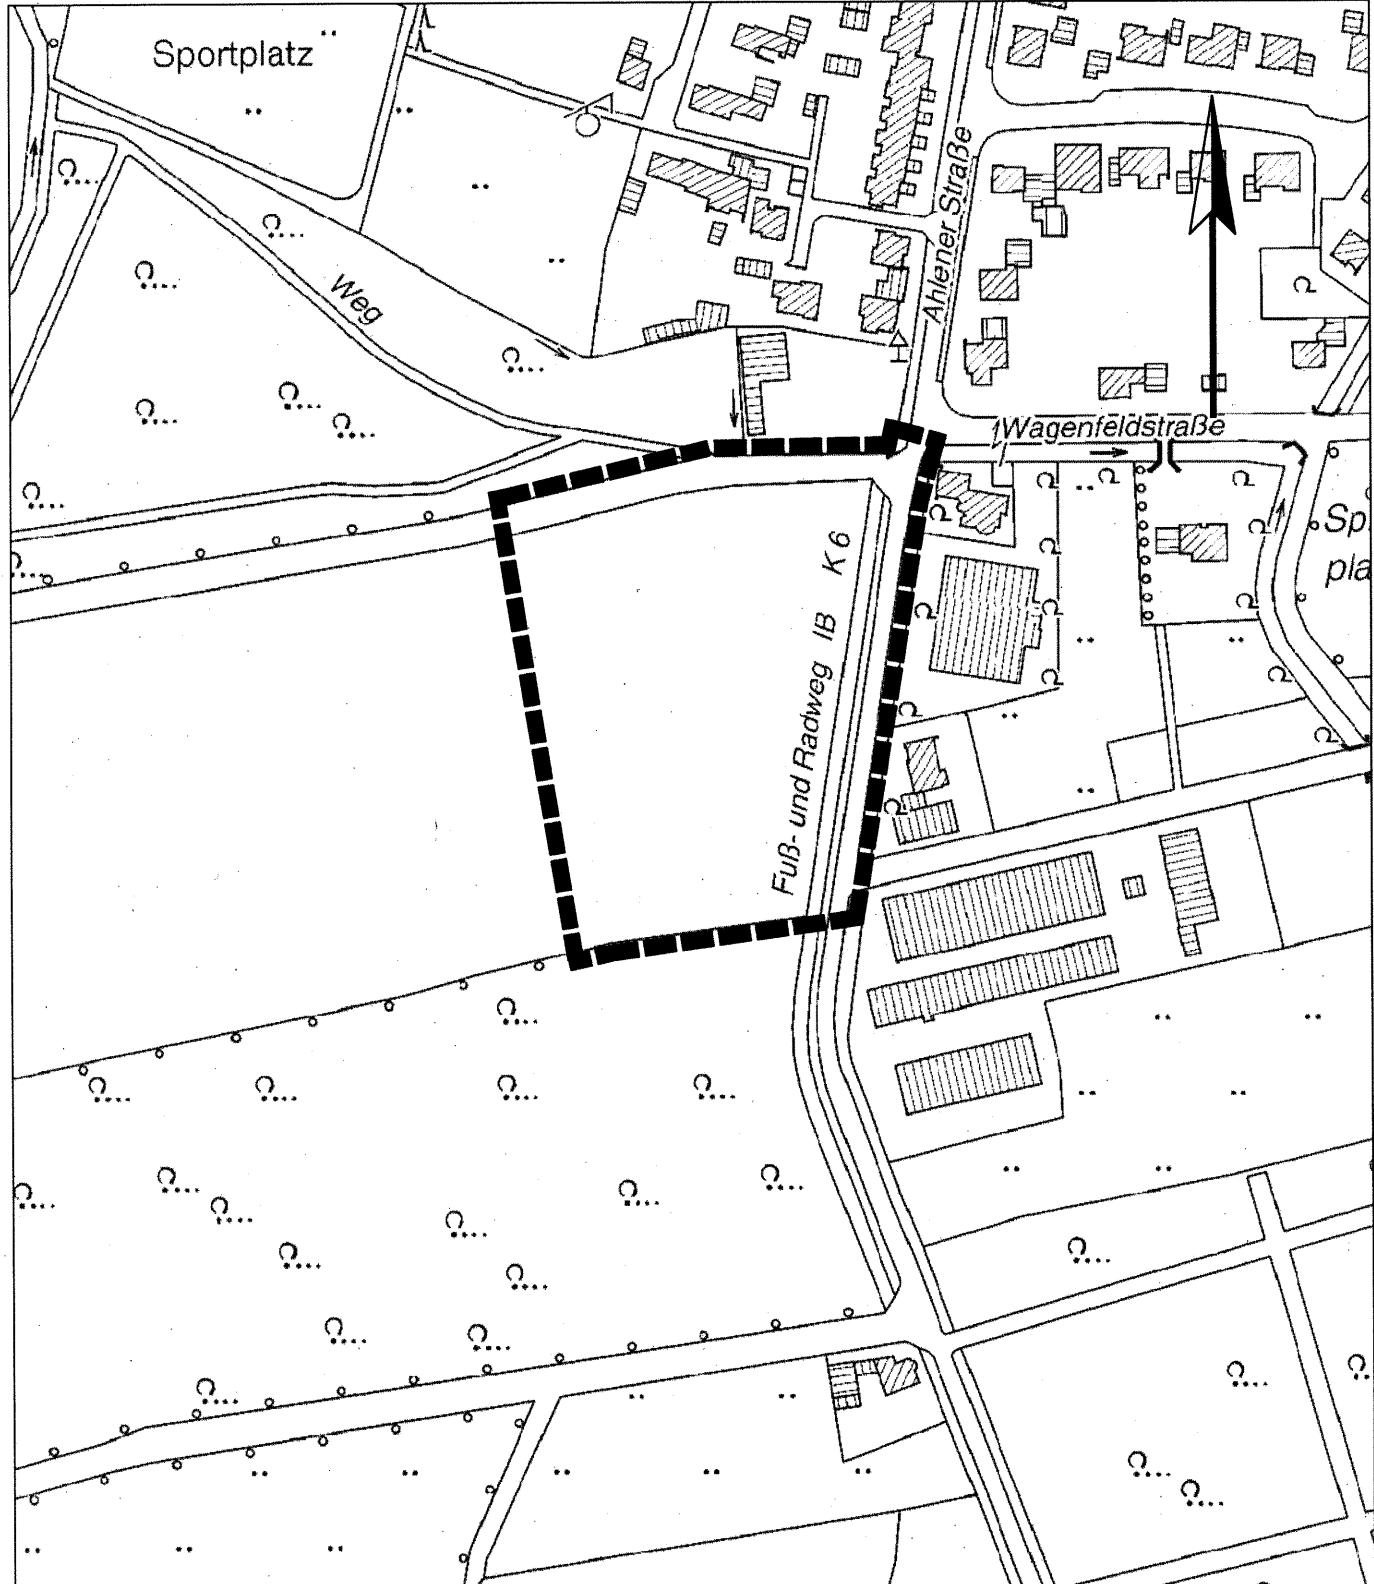 Sportplatz
Ahlener Straße
Weg
Wagenfeldstraße
Sp.
pla
Fuß- und Radweg IB K 6